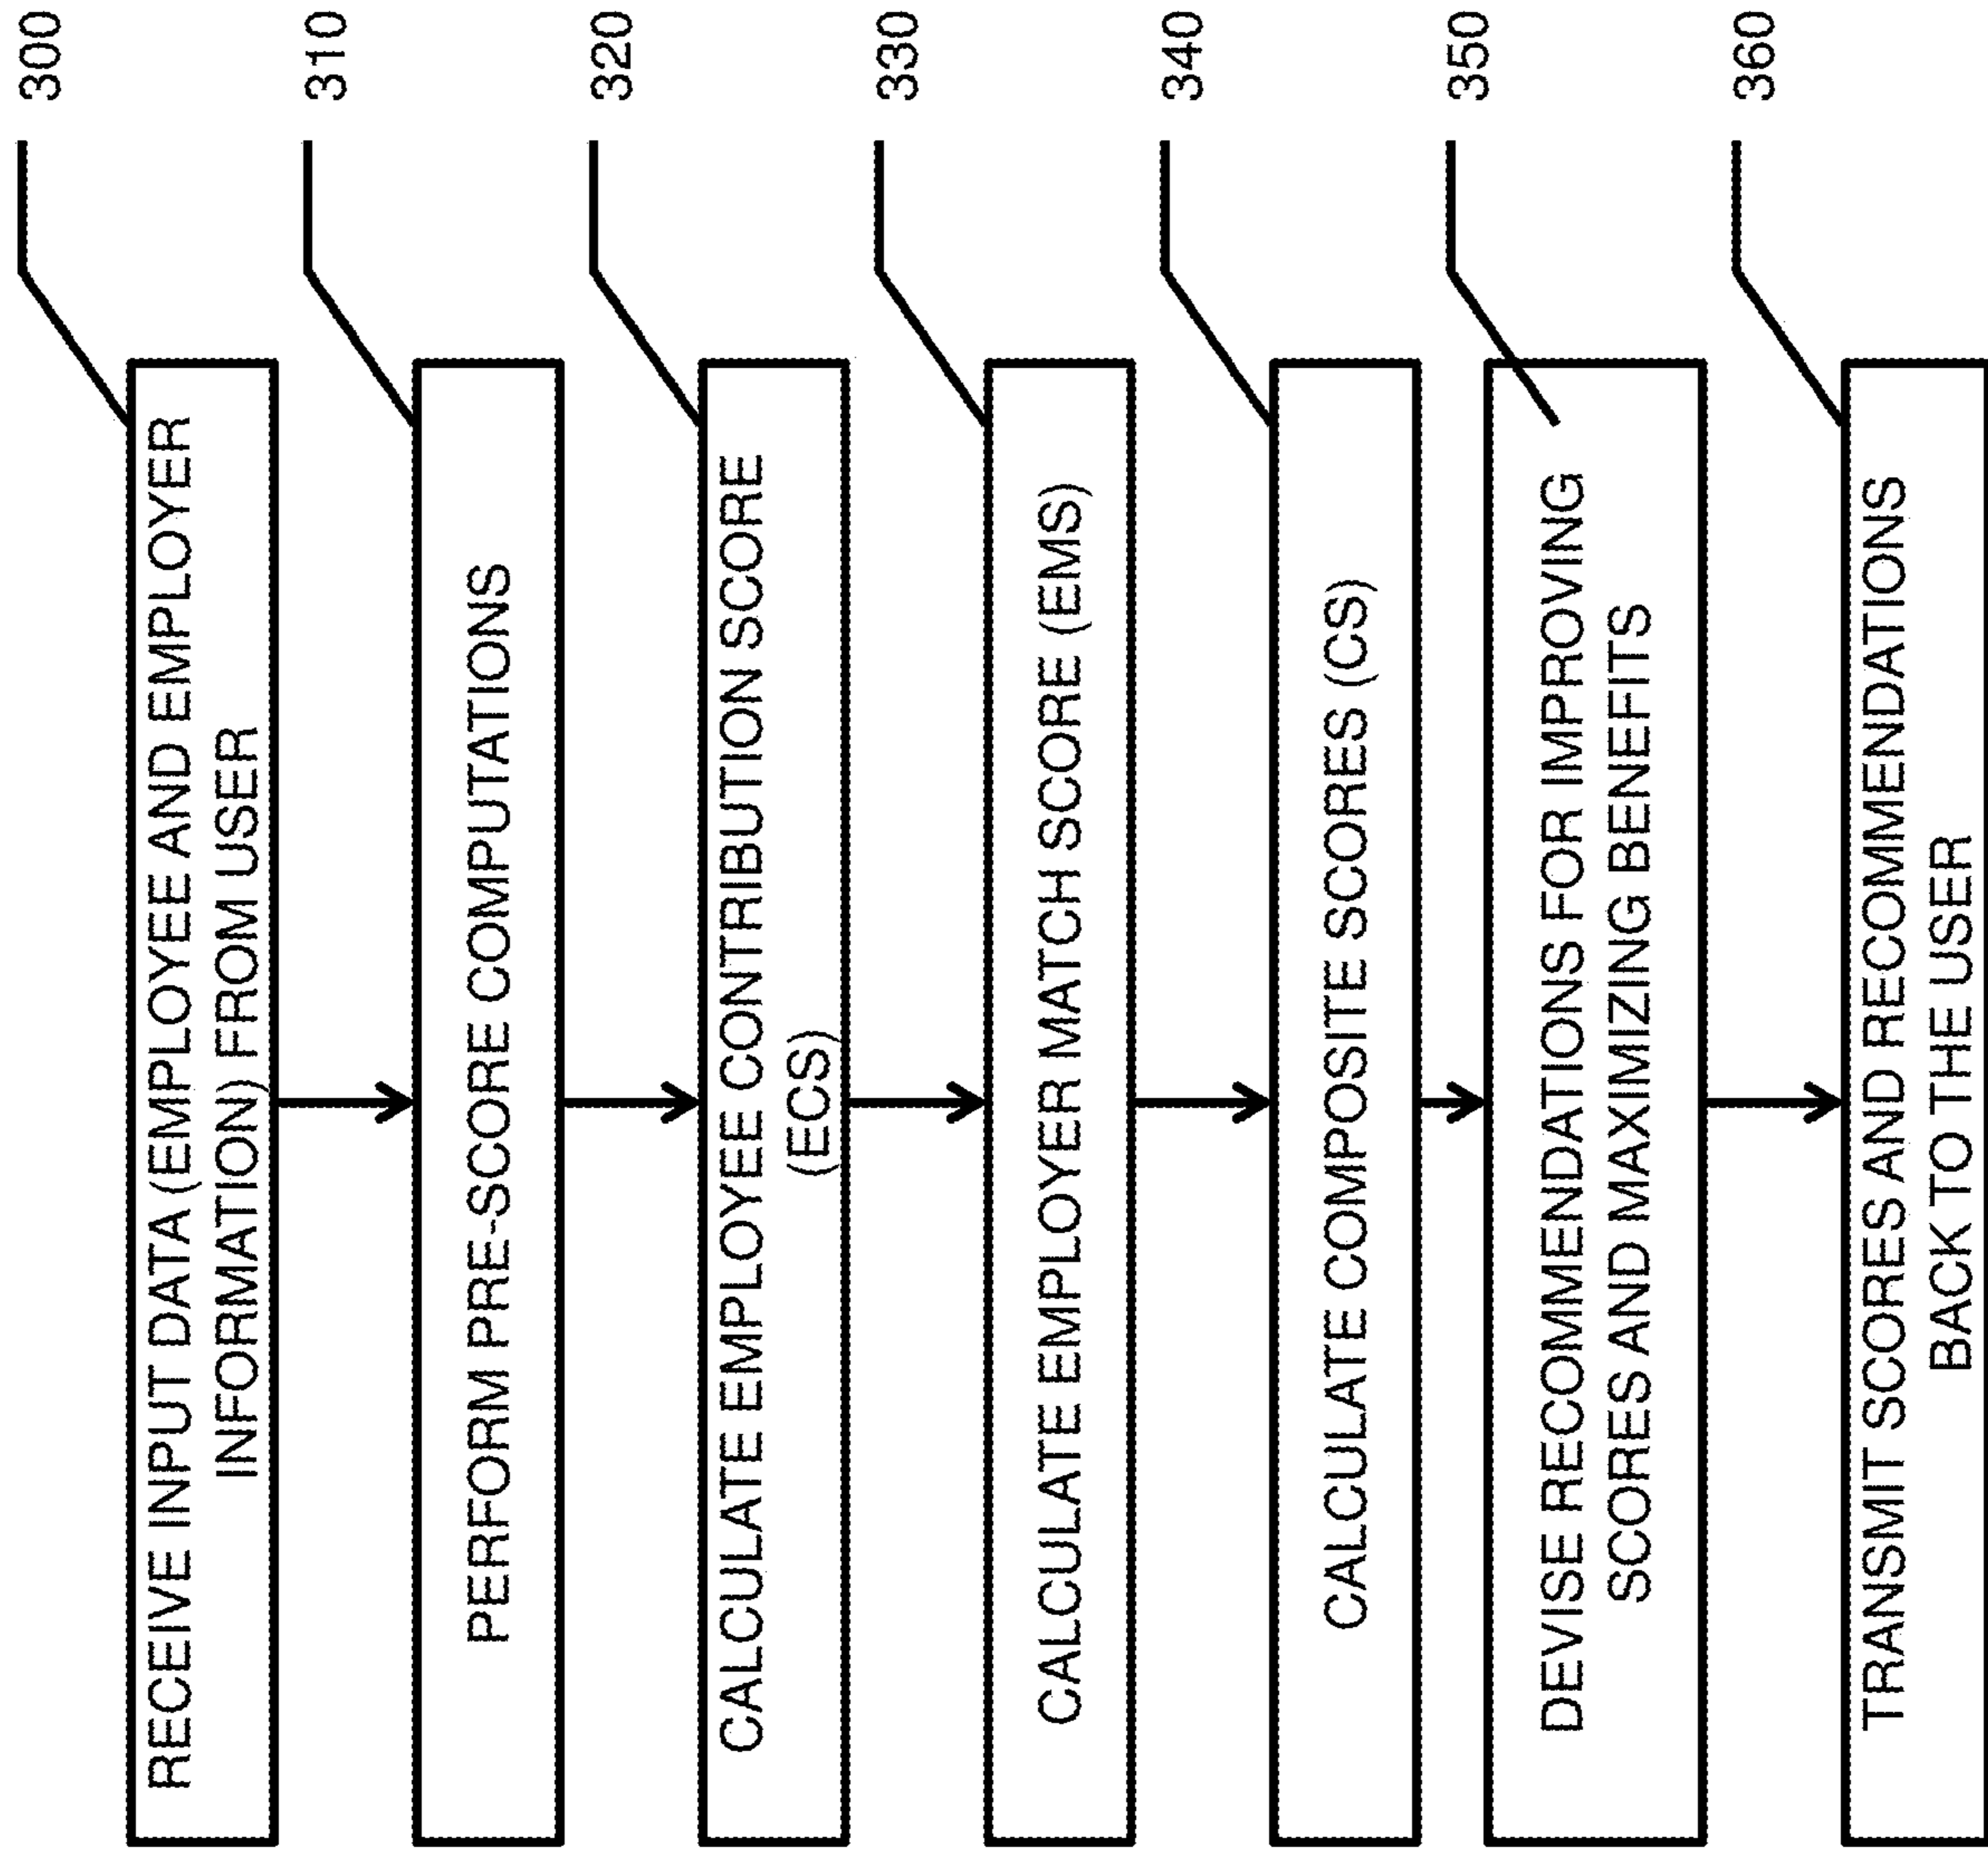 300
RECEIVE INPUT DATA (EMPLOYEE AND EMPLOYER
INFORMATION) FROM USER
310
PERFORM PRE-SCORE COMPUTATIONS
320
CALCULATE EMPLOYEE CONTRIBUTION SCORE
(ECS)
330
CALCULATE EMPLOYER MATCH SCORE (EMS)
340
CALCULATE COMPOSITE SCORES (CS)
350
DEVISE RECOMMENDATIONS FOR IMPROVING
SCORES AND MAXIMIZING BENEFITS
360
TRANSMIT SCORES AND RECOMMENDATIONS
BACK TO THE USER